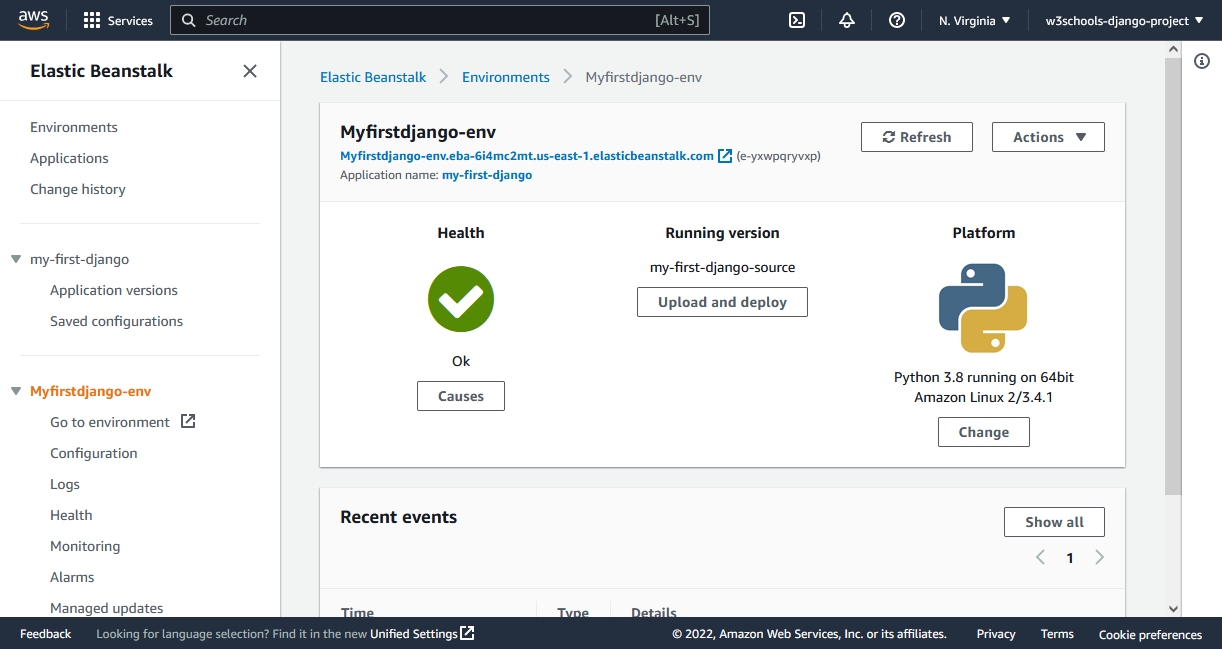 aws
Services
Search
[Alt+S]
N. Virginia
w3schools-django-project
Elastic Beanstalk
Environments
Applications
Change history
my-first-django
Application versions
Saved configurations
Myfirstdjango-env
Go to environment
Configuration
Logs
Health
Monitoring
Alarms
Managed updates
Elastic Beanstalk
Environments
Myfirstdjango-env
Myfirstdjango-env
Myfirstdjango-env.eba-6i4mc2mt.us-east-1.elasticbeanstalk.com (e-yxwpqryvxp)
Application name: my-first-django
Refresh
Actions
Health
Ok
Causes
Running version
my-first-django-source
Upload and deploy
Platform
Python 3.8 running on 64bit
Amazon Linux 2/3.4.1
Change
Recent events
Show all
1
Time
Type
Details
Feedback
Looking for language selection? Find it in the new Unified Settings
© 2022, Amazon Web Services, Inc. or its affiliates.
Privacy
Terms
Cookie preferences